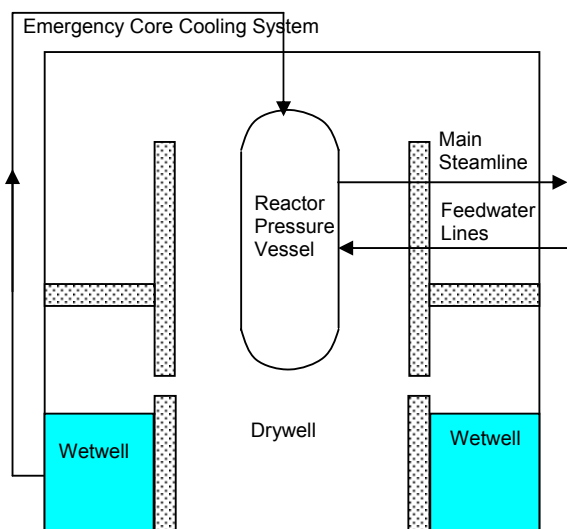 Emergency Core Cooling System
Main
Steamline
Reactor
Pressure
Vessel
Feedwater
Lines
Drywell
Wetwell
Wetwell